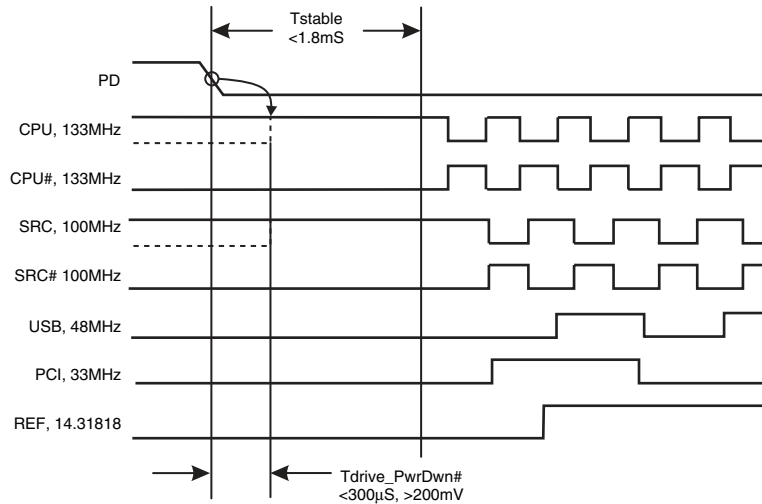 Tstable
<1.8mS
PD
CPU, 133MHz
CPU#, 133MHz
SRC, 100MHz
SRC# 100MHz
USB, 48MHz
PCI, 33MHz
REF, 14.31818
Tdrive_PwrDwn#
<300μS, >200mV